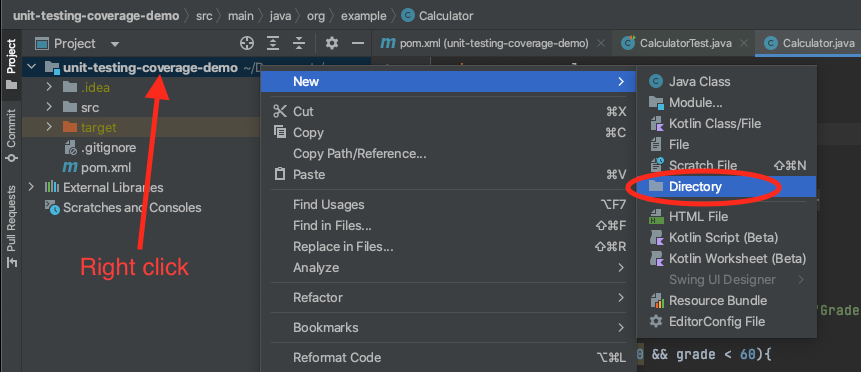 unit-testing-coverage-demo > src > main > java > org > example > Calculator
Project
pom.xml (unit-testing-coverage-demo)
CalculatorTest.java
Calculator.java
Project
Commit
Pull Requests
unit-testing-coverage-demo
.idea
src
target
.gitignore
pom.xml
External Libraries
Scratches and Consoles
Right click
New
Cut ⌘X
Copy ⌘C
Copy Path/Reference...
Paste ⌘V
Find Usages ⌥F7
Find in Files... ⇧⌘F
Replace in Files... ⇧⌘R
Analyze
Refactor
Bookmarks
Reformat Code ⌥⌘L
Java Class
Module...
Kotlin Class/File
File
Scratch File ⇧⌘N
Directory
HTML File
Kotlin Script (Beta)
Kotlin Worksheet (Beta)
Swing UI Designer
Resource Bundle
EditorConfig File
"Grade
&& grade < 60){